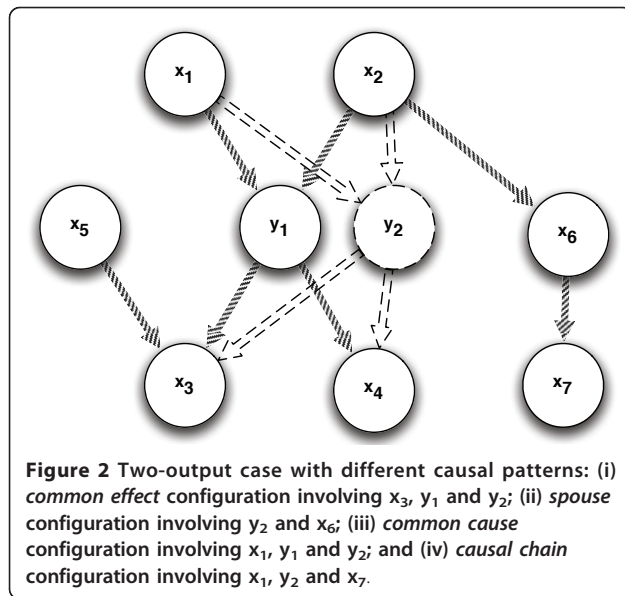 x1 x2
x5 y1 y2 x6
x3 x4 x7
Figure 2 Two-output case with different causal patterns: (i)
common effect configuration involving x3, y1 and y2; (ii) spouse
configuration involving y2 and x6; (iii) common cause
configuration involving x1, y1 and y2; and (iv) causal chain
configuration involving x1, y2 and x7.